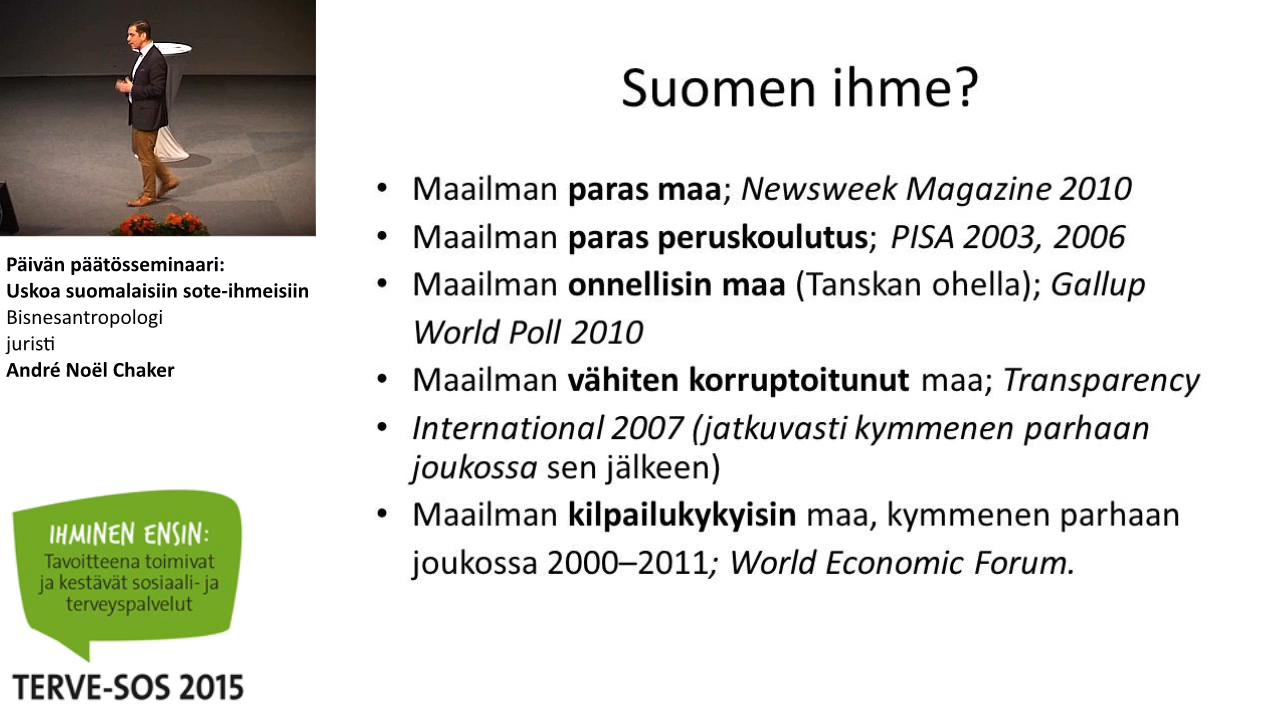 Suomen ihme?
• Maailman paras maa; Newsweek Magazine 2010
• Maailman paras peruskoulutus; PISA 2003, 2006
• Maailman onnellisin maa (Tanskan ohella); Gallup
World Poll 2010
• Maailman vähiten korruptoitunut maa; Transparency
• International 2007 (jatkuvasti kymmenen parhaan
joukossa sen jälkeen)
• Maailman kilpailukykyisin maa, kymmenen parhaan
joukossa 2000–2011; World Economic Forum.
Päivän päätösseminaari:
Uskoa suomalaisiin sote-ihmeisiin
Bisnesantropologi
juristi
André Noël Chaker
IHMINEN ENSIN:
Tavoitteena toimivat
ja kestävät sosiaali- ja
terveyspalvelut
TERVE-SOS 2015